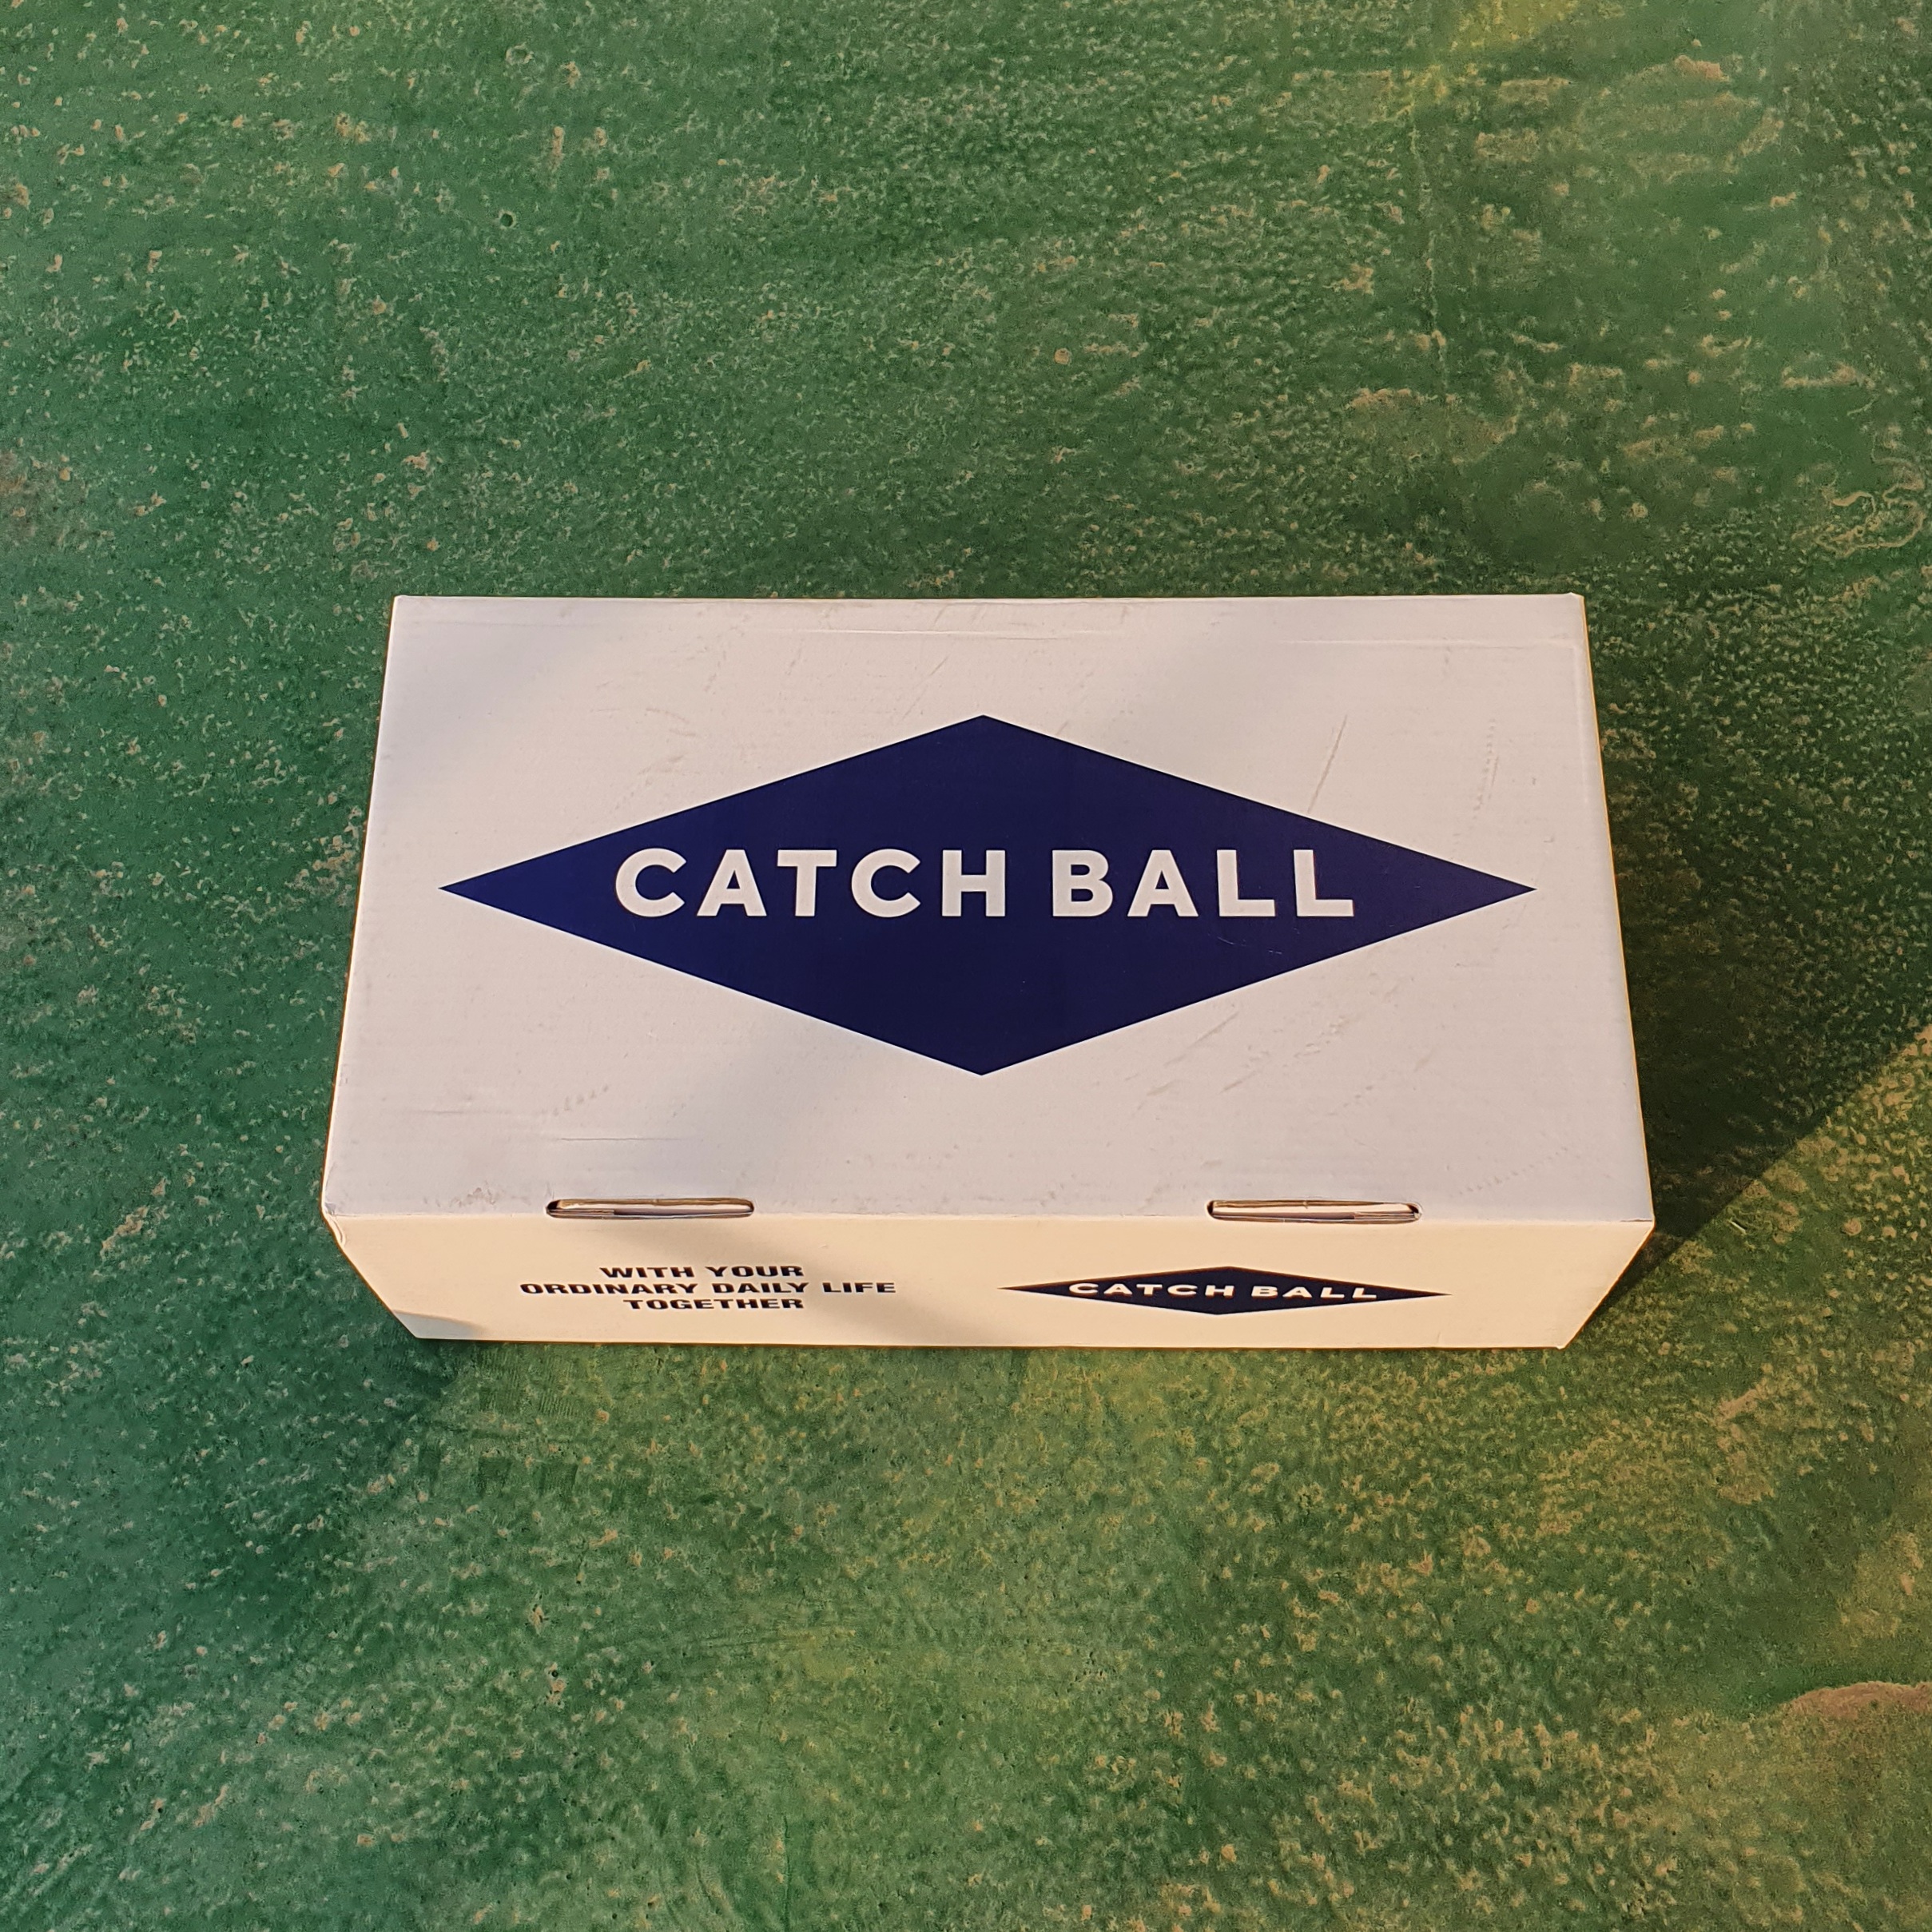 CATCH BALL
WITH YOUR
ORDINARY DAILY LIFE
TOGETHER
CATCH BALL